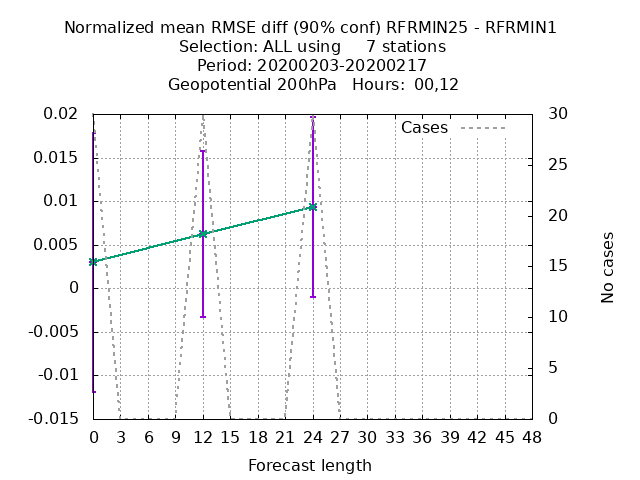 Normalized mean RMSE diff (90% conf) RFRMIN25 - RFRMIN1
Selection: ALL using     7 stations
Period: 20200203-20200217
Geopotential 200hPa   Hours: 00,12
Cases
0.02
0.015
0.01
0.005
0
-0.005
-0.01
-0.015
30
25
20
15
10
5
0
No cases
0 3 6 9 12 15 18 21 24 27 30 33 36 39 42 45 48
Forecast length